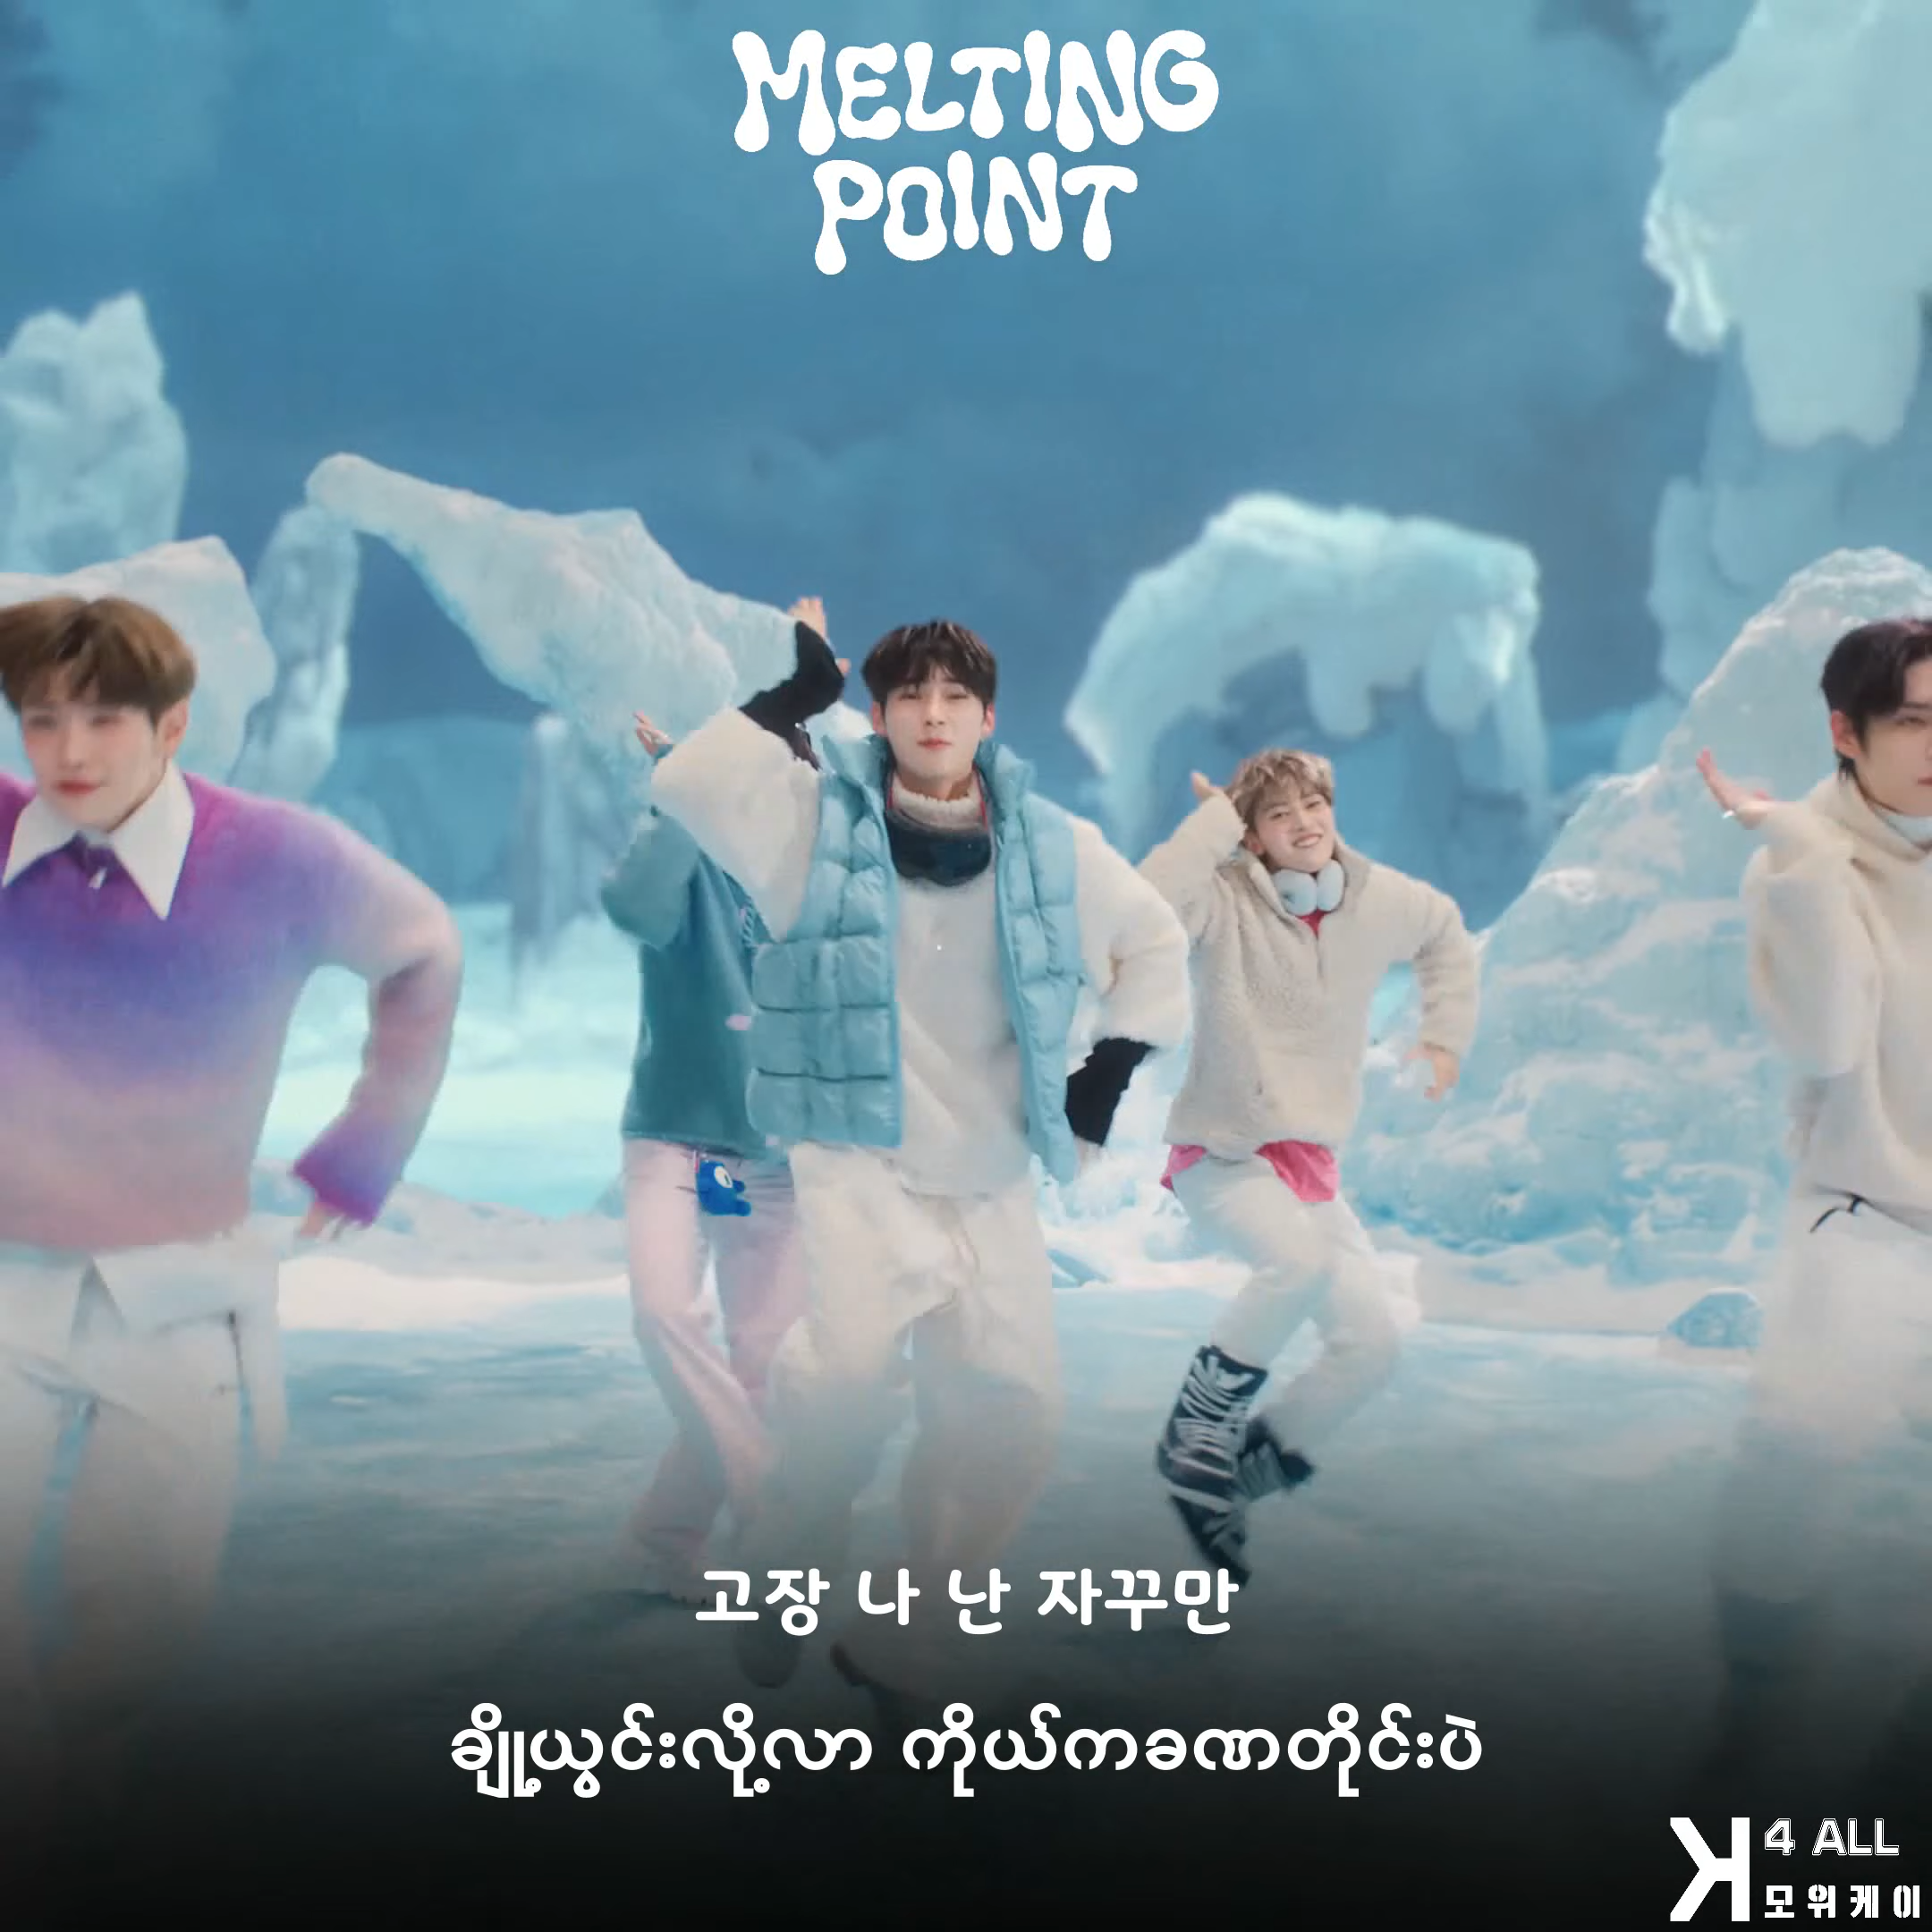 MELTING
POINT
고장 나 난 자꾸만
ချို့ယွင်းလို့လာ ကိုယ်ကခဏတိုင်းပဲ
K 4 ALL
모위케이